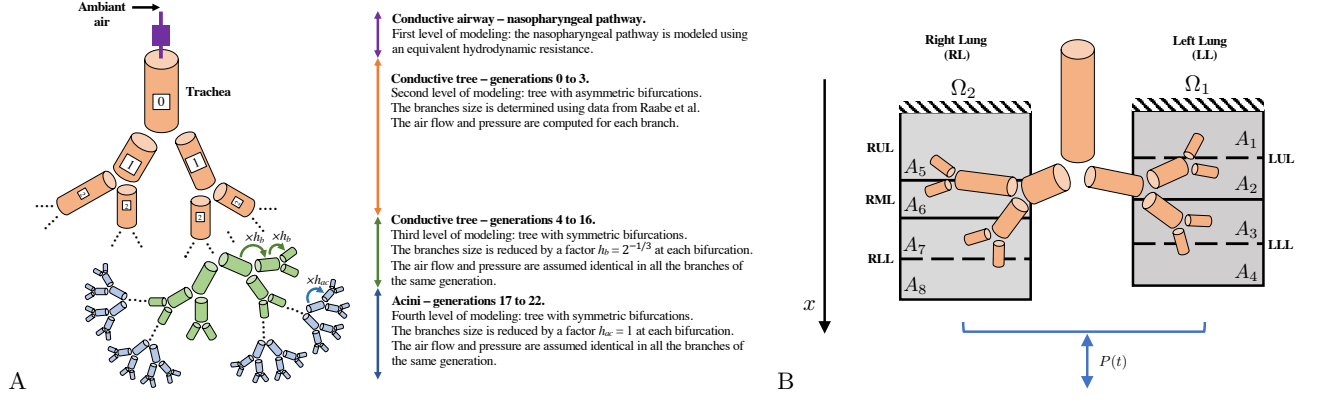 Ambiant
air
Trachea
0
1
1
2
2
2
2
×h_b
×h_b
×h_ac
A
Conductive airway – nasopharyngeal pathway.
First level of modeling: the nasopharyngeal pathway is modeled using
an equivalent hydrodynamic resistance.
Conductive tree – generations 0 to 3.
Second level of modeling: tree with asymmetric bifurcations.
The branches size is determined using data from Raabe et al.
The air flow and pressure are computed for each branch.
Conductive tree – generations 4 to 16.
Third level of modeling: tree with symmetric bifurcations.
The branches size is reduced by a factor h_b = 2^{−1/3} at each bifurcation.
The air flow and pressure are assumed identical in all the branches of
the same generation.
Acini – generations 17 to 22.
Fourth level of modeling: tree with symmetric bifurcations.
The branches size is reduced by a factor h_ac = 1 at each bifurcation.
The air flow and pressure are assumed identical in all the branches of
the same generation.
B
x
Right Lung
(RL)
Ω₂
RUL
RML
RLL
A₅
A₆
A₇
A₈
Left Lung
(LL)
Ω₁
A₁
A₂
A₃
A₄
LUL
LLL
P(t)